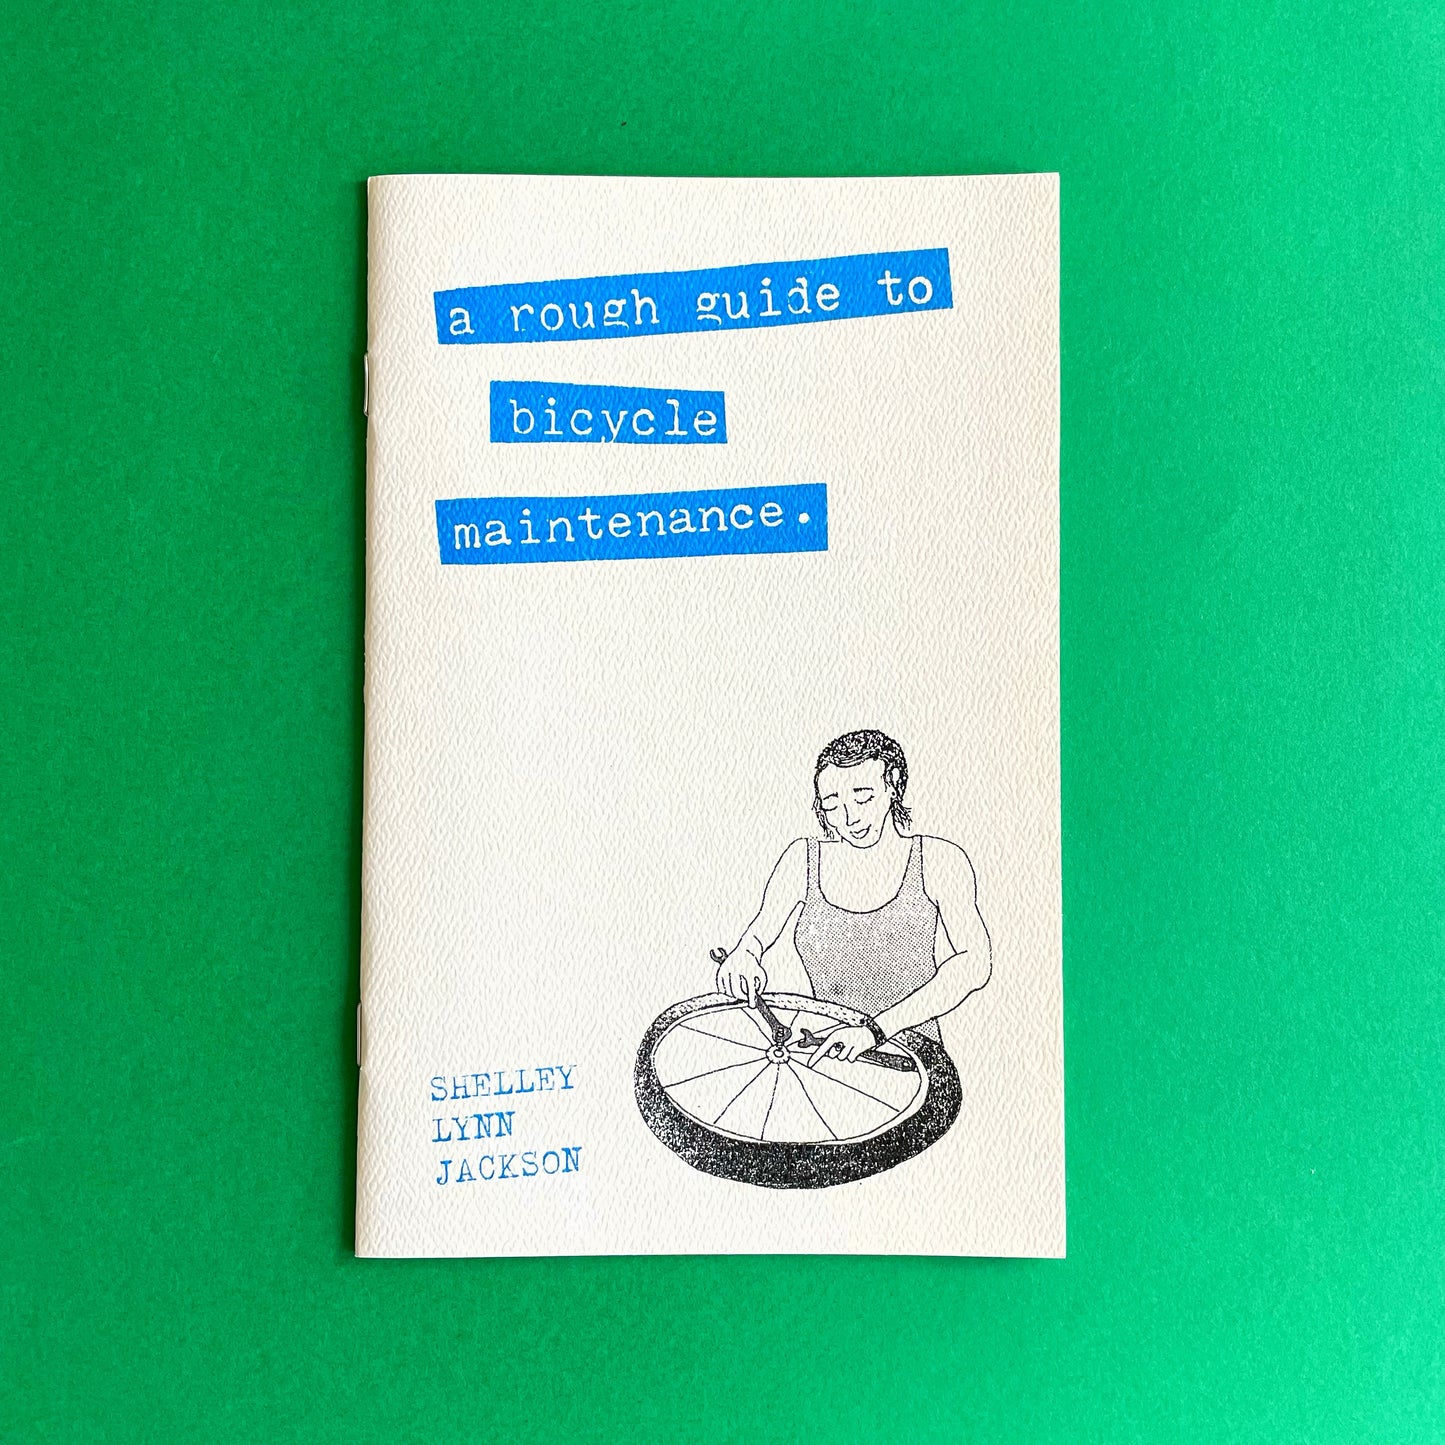 a rough guide to
bicycle
maintenance.
SHELLEY
LYNN
JACKSON